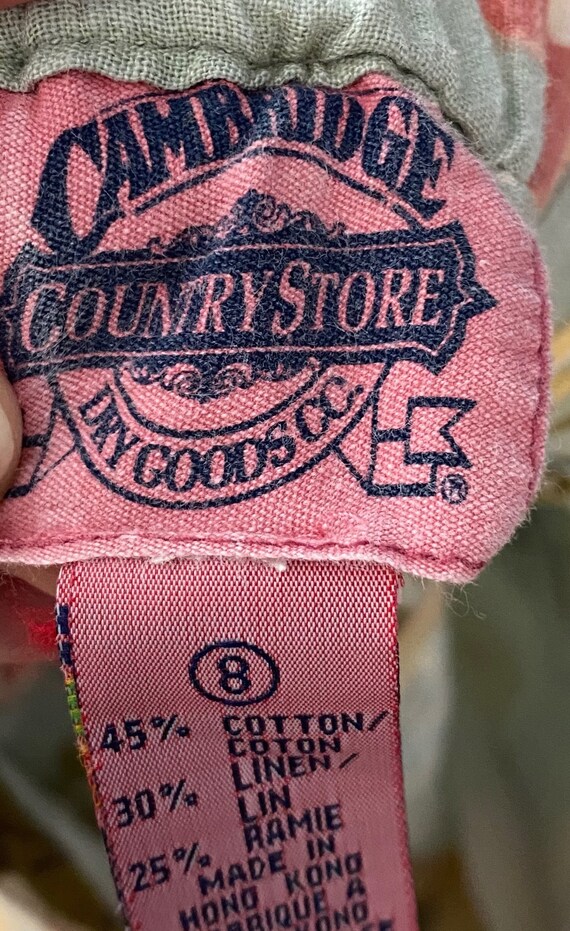 CAMBRIDGE
COUNTRY STORE
DRY GOODS CO.
®
8
45% COTTON/
COTON
30% LINEN/
LIN
25% RAMIE
MADE IN
HONG KONG
FABRIQUE A
KONG